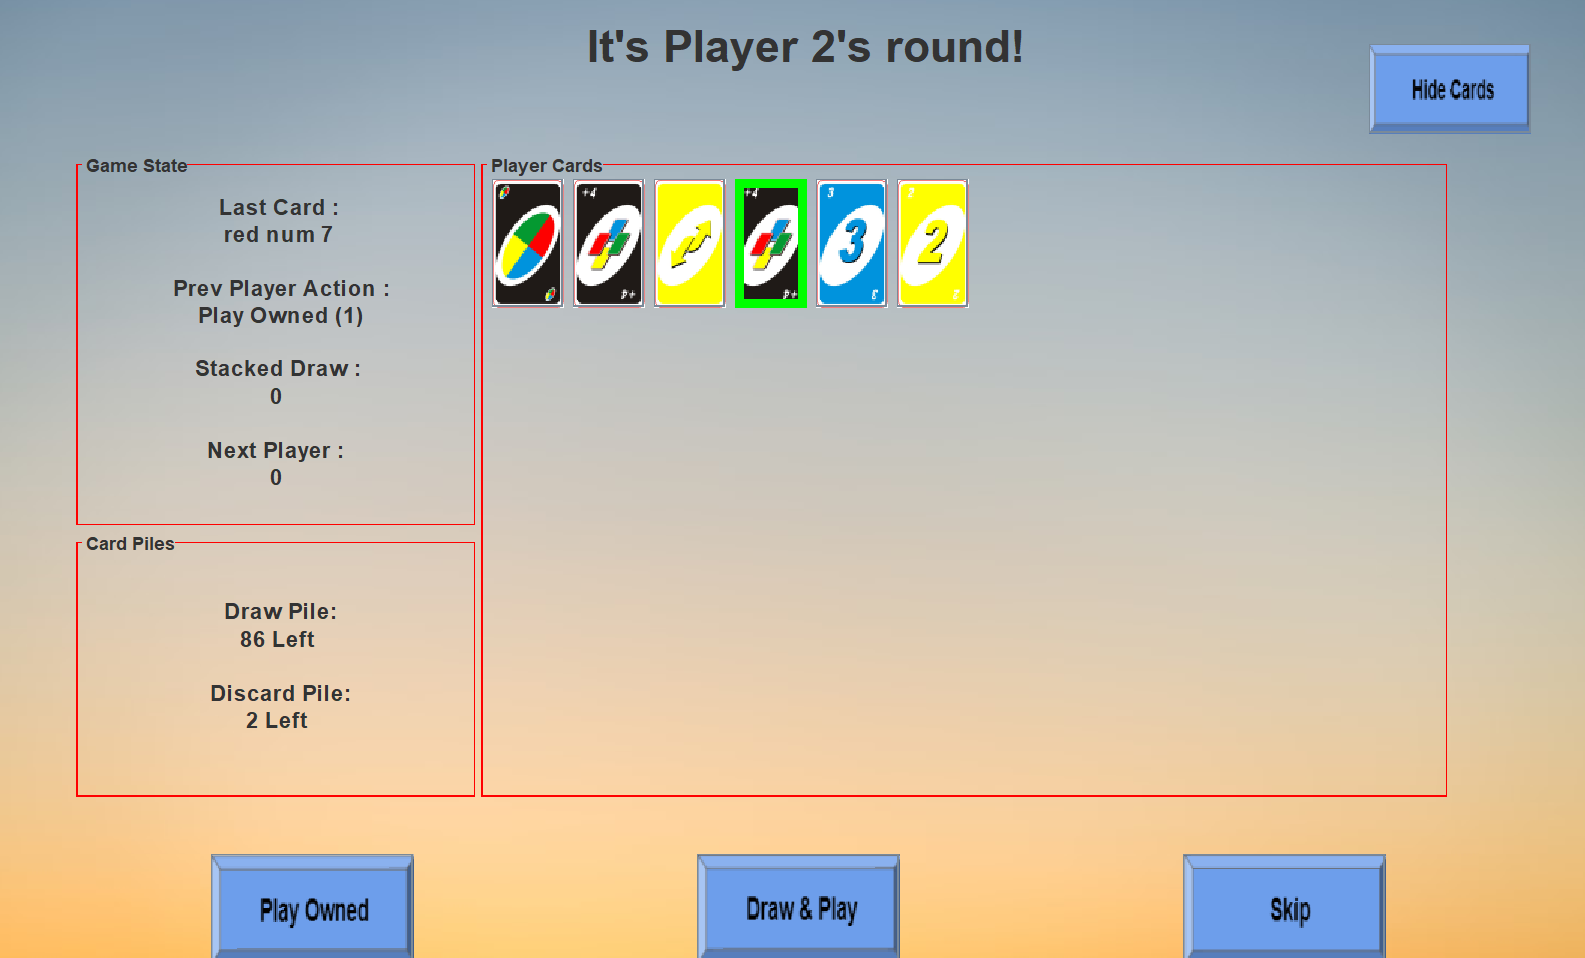 It's Player 2's round!
Hide Cards
Game State
Last Card :
red num 7
Prev Player Action :
Play Owned (1)
Stacked Draw :
0
Next Player :
0
Card Piles
Draw Pile:
86 Left
Discard Pile:
2 Left
Player Cards
+4
+4
+4
+4
3
3
3
2
2
2
Play Owned
Draw & Play
Skip